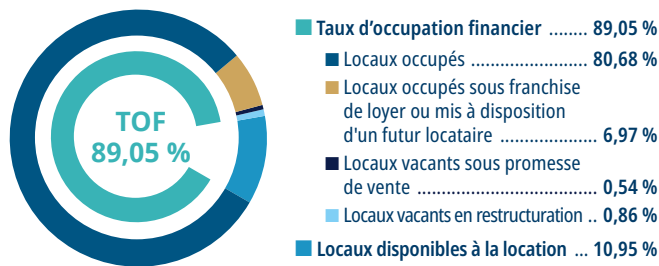 TOF
89,05 %
Taux d'occupation financier ........ 89,05 %
Locaux occupés ..................... 80,68 %
Locaux occupés sous franchise
de loyer ou mis à disposition
d'un futur locataire ................. 6,97 %
Locaux vacants sous promesse
de vente ............................... 0,54 %
Locaux vacants en restructuration .. 0,86 %
Locaux disponibles à la location ... 10,95 %